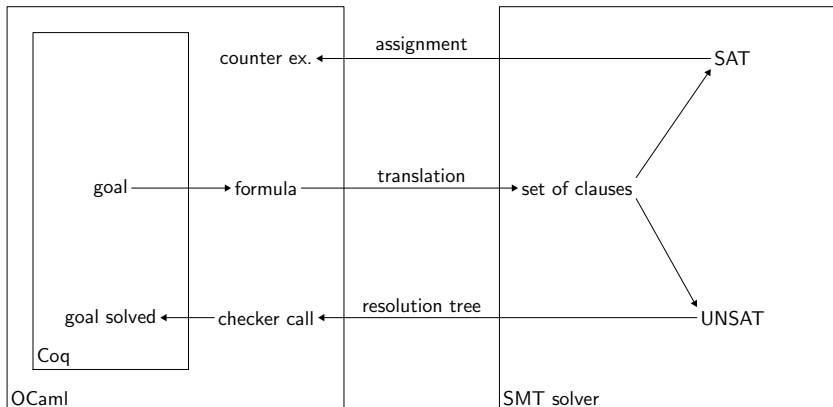 counter ex.
assignment
SAT
goal
formula
translation
set of clauses
goal solved
checker call
resolution tree
UNSAT
Coq
OCaml
SMT solver